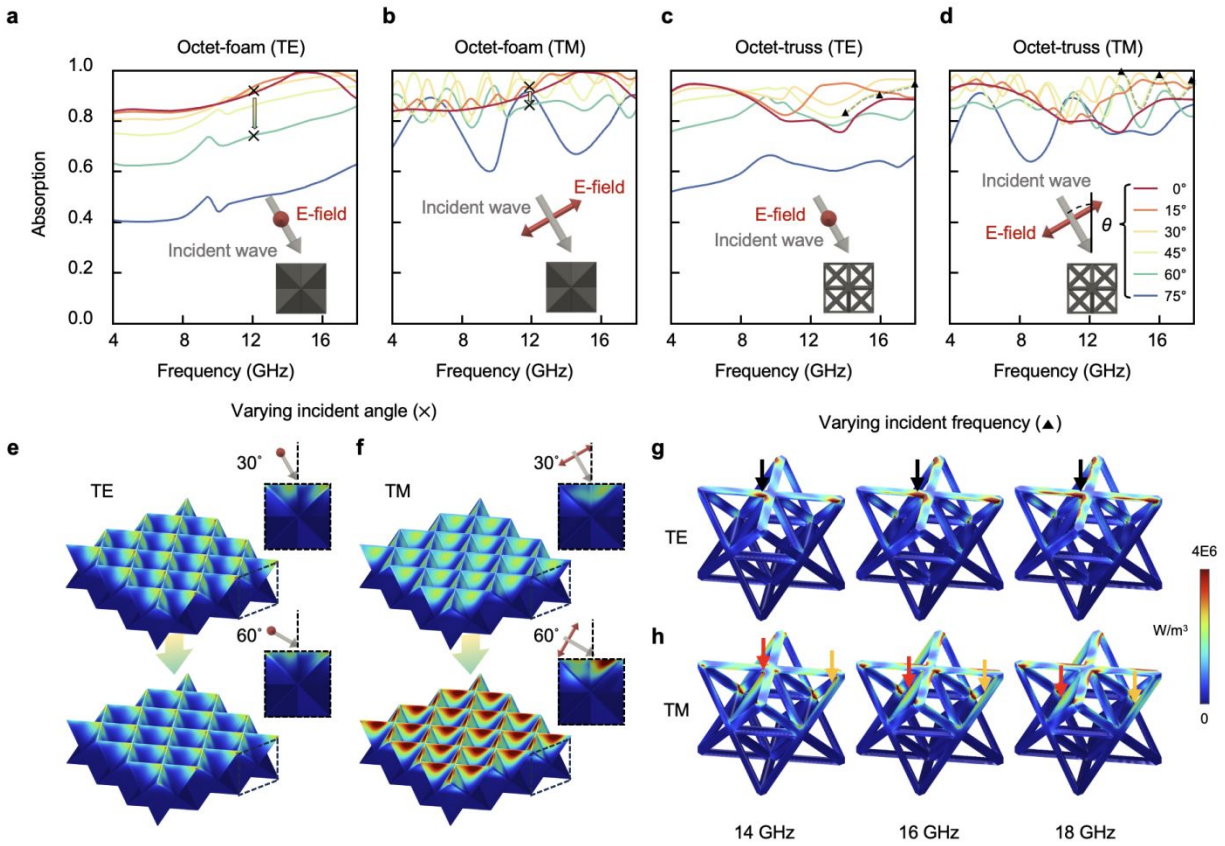 a
Octet-foam (TE)
b
Octet-foam (TM)
c
Octet-truss (TE)
d
Octet-truss (TM)
Absorption
1.0
0.8
0.6
0.4
0.2
0.0
E-field
Incident wave
Incident wave
E-field
E-field
Incident wave
Incident wave
E-field
θ
0°
15°
30°
45°
60°
75°
4 8 12 16
4 8 12 16
4 8 12 16
4 8 12 16
Frequency (GHz)
Frequency (GHz)
Frequency (GHz)
Frequency (GHz)
Varying incident angle (×)
Varying incident frequency (▲)
e
TE
30°
60°
f
TM
30°
60°
g
TE
h
TM
4E6
W/m³
0
14 GHz
16 GHz
18 GHz